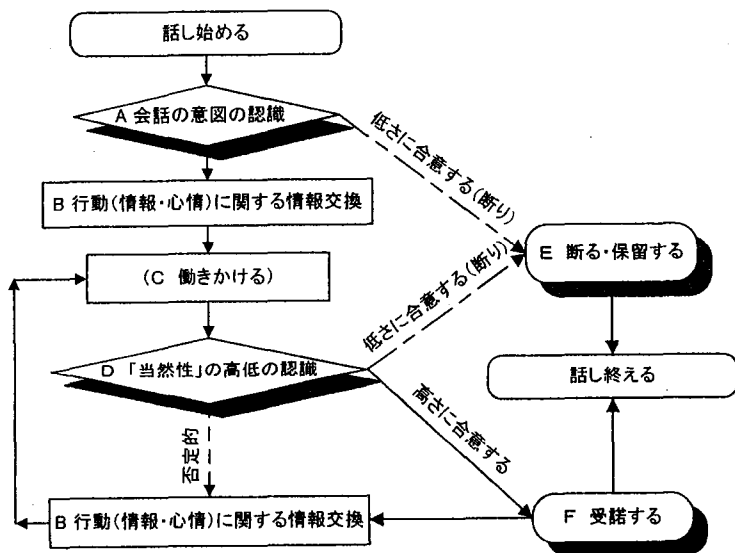 話し始める
A 会話の意図の認識
低さに合意する(断り)
B 行動(情報・心情)に関する情報交換
E 断る・保留する
(C 働きかける)
低さに合意する(断り)
D 「当然性」の高低の認識
話し終える
高さに合意する
否定的
B 行動(情報・心情)に関する情報交換
F 受諾する